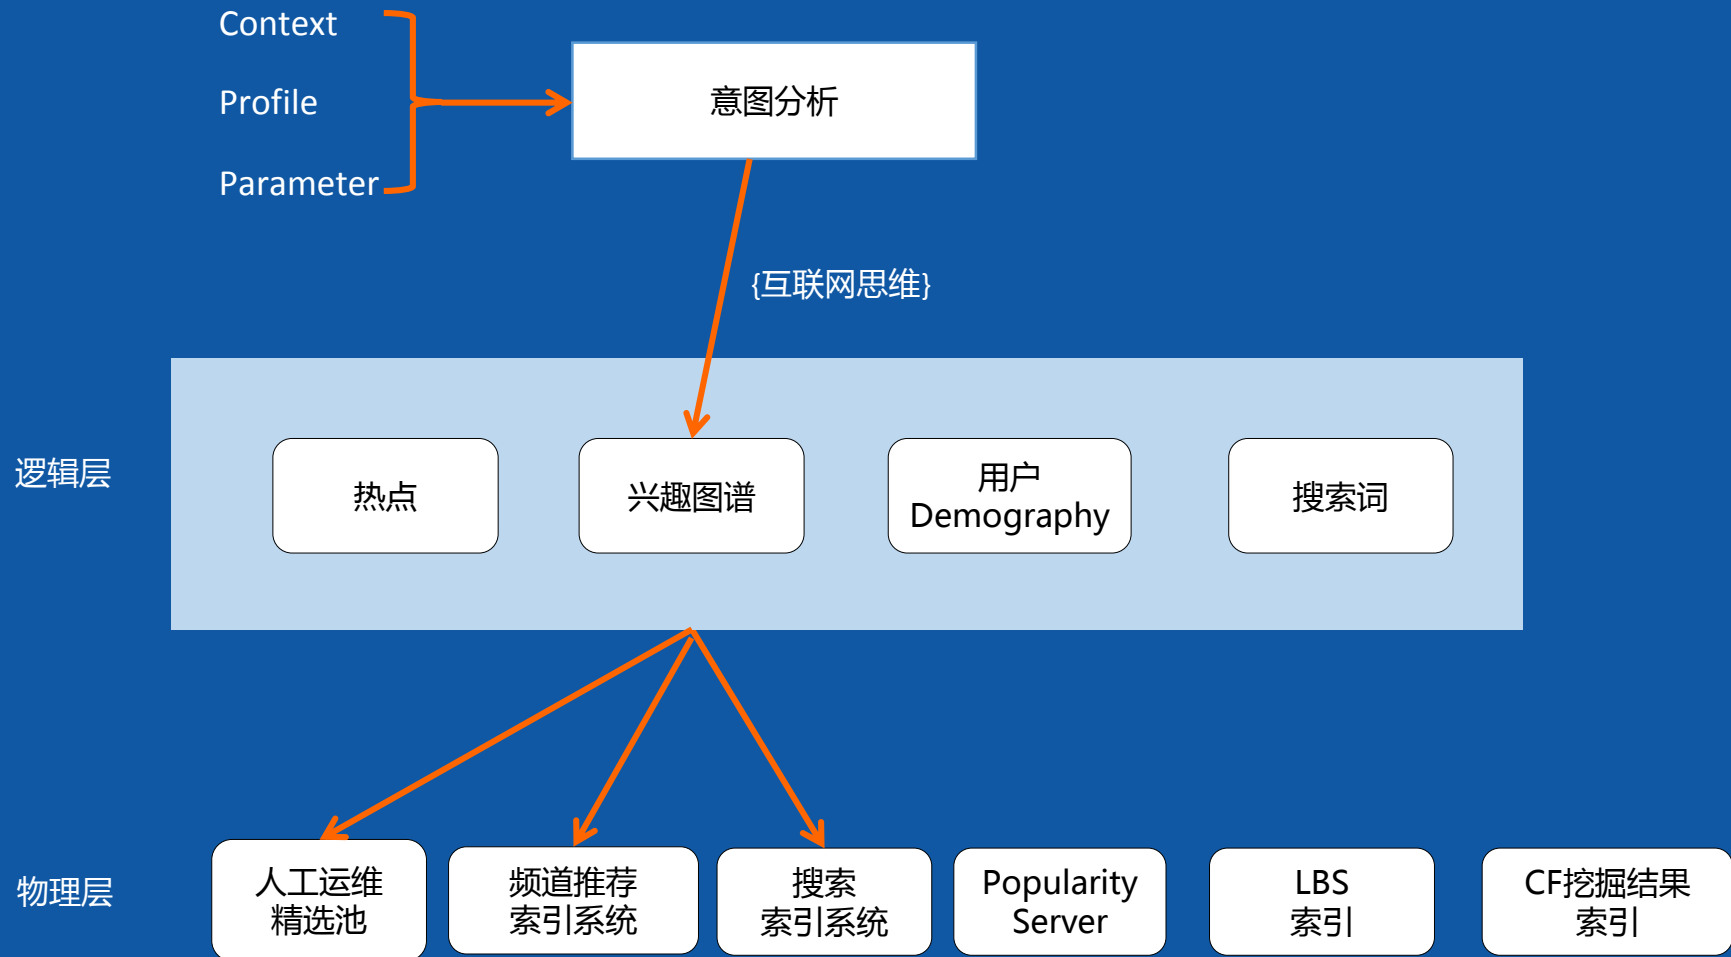 Context
Profile
Parameter
意图分析
{互联网思维}
逻辑层
热点
兴趣图谱
用户
Demography
搜索词
物理层
人工运维
精选池
频道推荐
索引系统
搜索
索引系统
Popularity
Server
LBS
索引
CF挖掘结果
索引